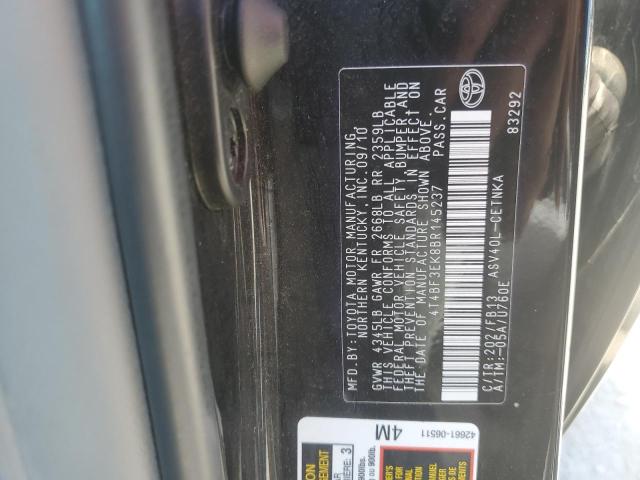 MFD.BY: TOYOTA MOTOR MANUFACTURING
NORTHERN KENTUCKY, INC. 09/10
GVWR 4345LB GAWR FR 2668LB RR 2359LB
THIS VEHICLE CONFORMS TO ALL APPLICABLE
FEDERAL MOTOR VEHICLE SAFETY, BUMPER, AND
THEFT PREVENTION STANDARDS IN EFFECT ON
THE DATE OF MANUFACTURE SHOWN ABOVE.
4T4BF3EK8BR145237 PASS.CAR
C/TR:202/FB13 ASV40L-CETNKA
A/TM:-05A/U760E
83292
42661-06511
4M
3